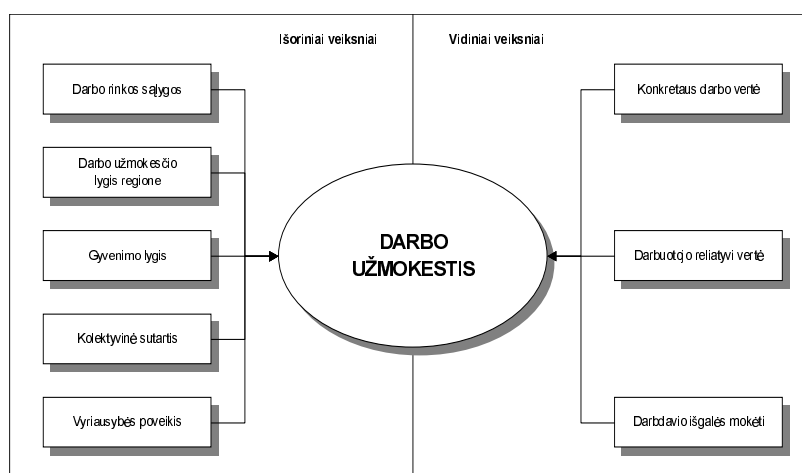 Išoriniai veiksniai
Vidiniai veiksniai
Darbo rinkos sąlygos
Darbo užmokesčio
lygis regione
Gyvenimo lygis
Kolektyvinė sutartis
Vyriausybės poveikis
DARBO
UŽMOKESTIS
Konkretaus darbo vertė
Darbuotojo reliatyvi vertė
Darbdavio išgalės mokėti